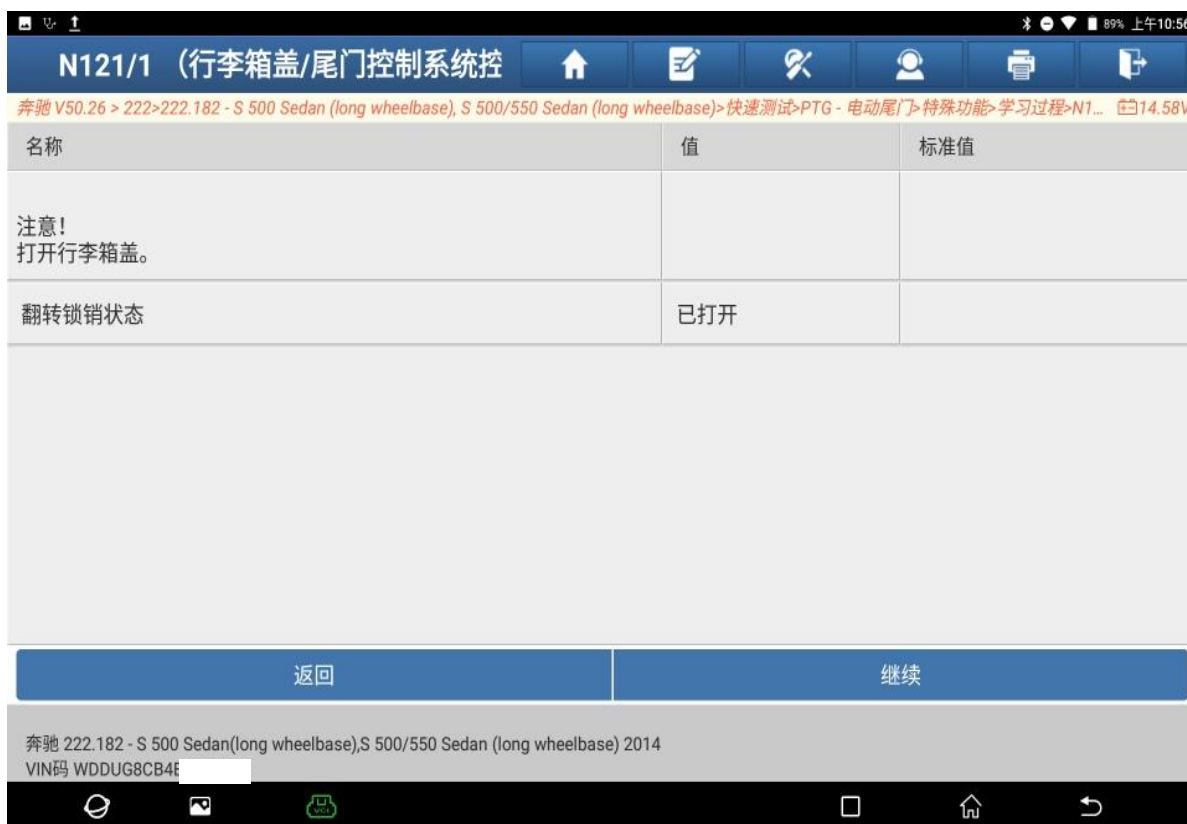 89% 上午10:56
N121/1 （行李箱盖/尾门控制系统控
奔驰 V50.26 > 222>222.182 - S 500 Sedan (long wheelbase), S 500/550 Sedan (long wheelbase)>快速测试>PTG - 电动尾门>特殊功能>学习过程>N1... 14.58V
名称 值 标准值
注意！
打开行李箱盖。
翻转锁销状态 已打开
返回 继续
奔驰 222.182 - S 500 Sedan(long wheelbase),S 500/550 Sedan (long wheelbase) 2014
VIN码 WDDUG8CB4E
VCI